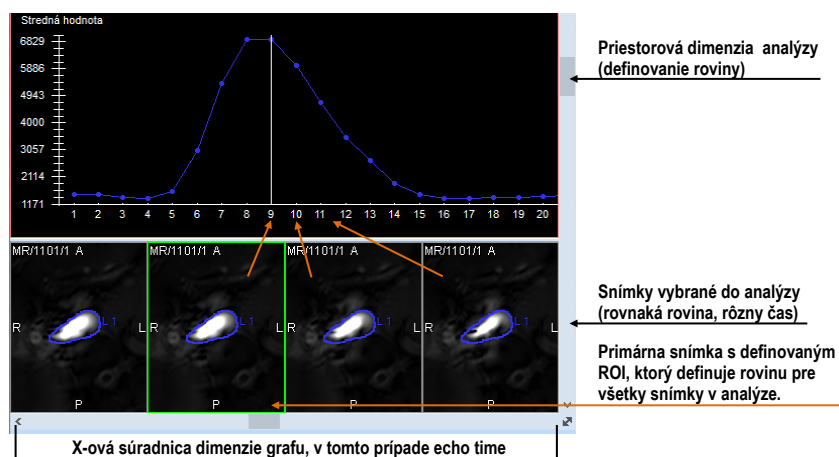 Stredná hodnota
6829
5886
4943
4000
3057
2114
1171
1 2 3 4 5 6 7 8 9 10 11 12 13 14 15 16 17 18 19 20
Priestorová dimenzia analýzy
(definovanie roviny)
MR/1101/1 A MR/1101/1 A MR/1101/1 A MR/1101/1 A
R L1 L R L1 L R L1 L R L1 L
P P P P
Snímky vybrané do analýzy
(rovnaká rovina, rôzny čas)
Primárna snímka s definovaným
ROI, ktorý definuje rovinu pre
všetky snímky v analýze.
X-ová súradnica dimenzie grafu, v tomto prípade echo time